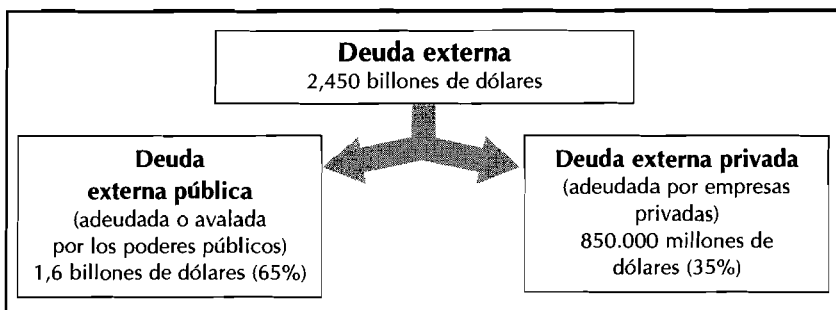 Deuda externa
2,450 billones de dólares
Deuda
externa pública
(adeudada o avalada
por los poderes públicos)
1,6 billones de dólares (65%)
Deuda externa privada
(adeudada por empresas
privadas)
850.000 millones de
dólares (35%)